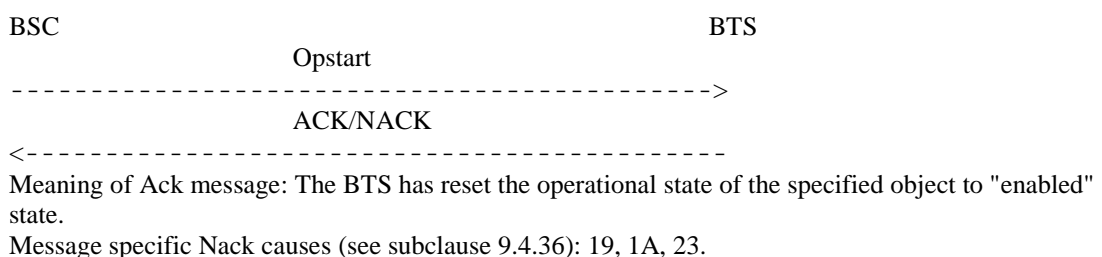 BSC BTS
Opstart
--------------------------------------------->
ACK/NACK
<---------------------------------------------
Meaning of Ack message: The BTS has reset the operational state of the specified object to "enabled"
state.
Message specific Nack causes (see subclause 9.4.36): 19, 1A, 23.